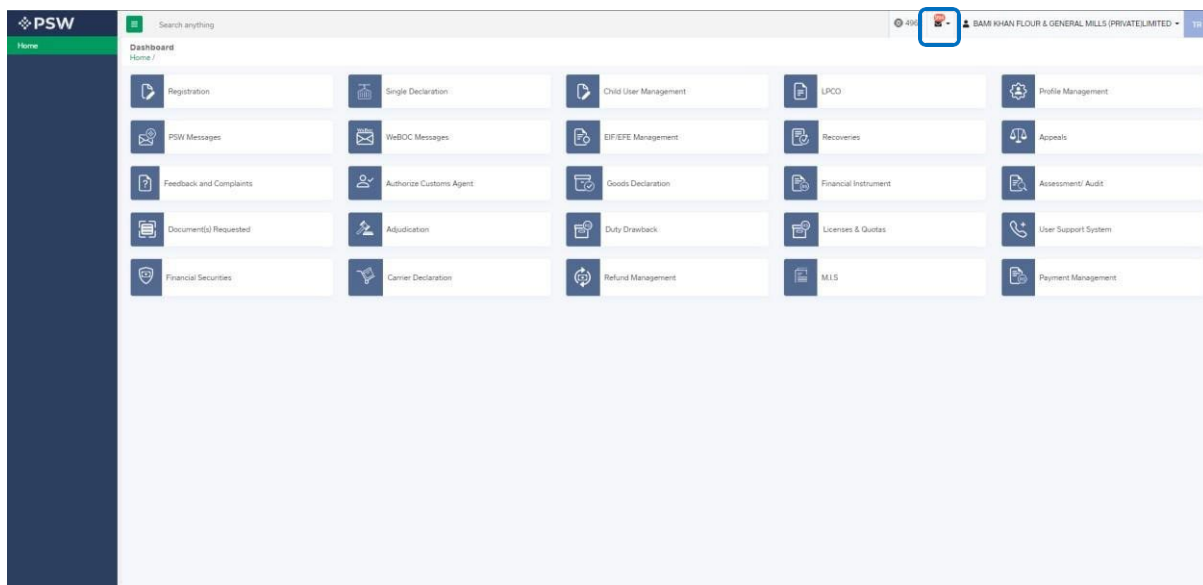 PSW
Search anything
496
BAMI KHAN FLOUR & GENERAL MILLS (PRIVATE)LIMITED
TR
Home
Dashboard
Home /
Registration
Single Declaration
Child User Management
LPCO
Profile Management
PSW Messages
WeBOC Messages
EIF/EFE Management
Recoveries
Appeals
Feedback and Complaints
Authorize Customs Agent
Goods Declaration
Financial Instrument
Assessment/ Audit
Document(s) Requested
Adjudication
Duty Drawback
Licenses & Quotas
User Support System
Financial Securities
Carrier Declaration
Refund Management
M.I.S
Payment Management